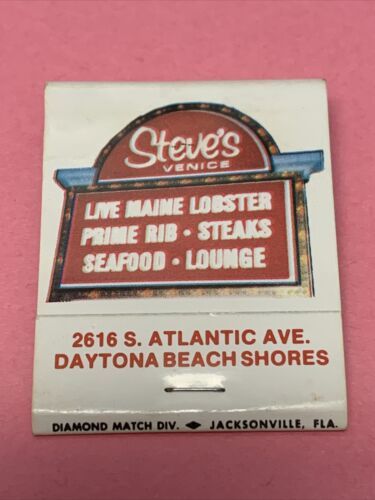 Steve's
VENICE
LIVE MAINE LOBSTER
PRIME RIB • STEAKS
SEAFOOD • LOUNGE
2616 S. ATLANTIC AVE.
DAYTONA BEACH SHORES
DIAMOND MATCH DIV. ◆ JACKSONVILLE, FLA.